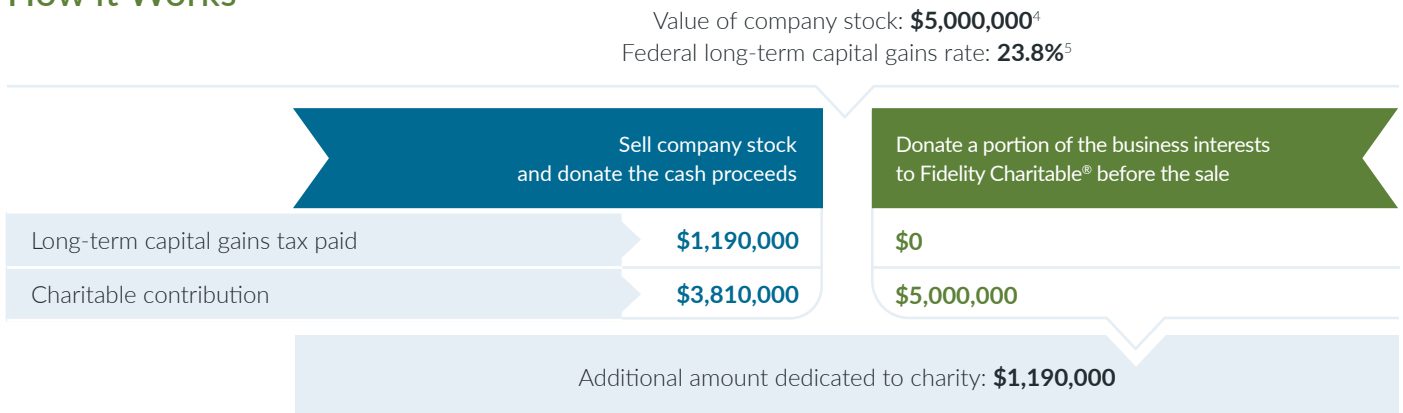 How It Works
Value of company stock: $5,000,000⁴
Federal long-term capital gains rate: 23.8%⁵
Sell company stock
and donate the cash proceeds
Donate a portion of the business interests
to Fidelity Charitable® before the sale
Long-term capital gains tax paid
$1,190,000
$0
Charitable contribution
$3,810,000
$5,000,000
Additional amount dedicated to charity: $1,190,000